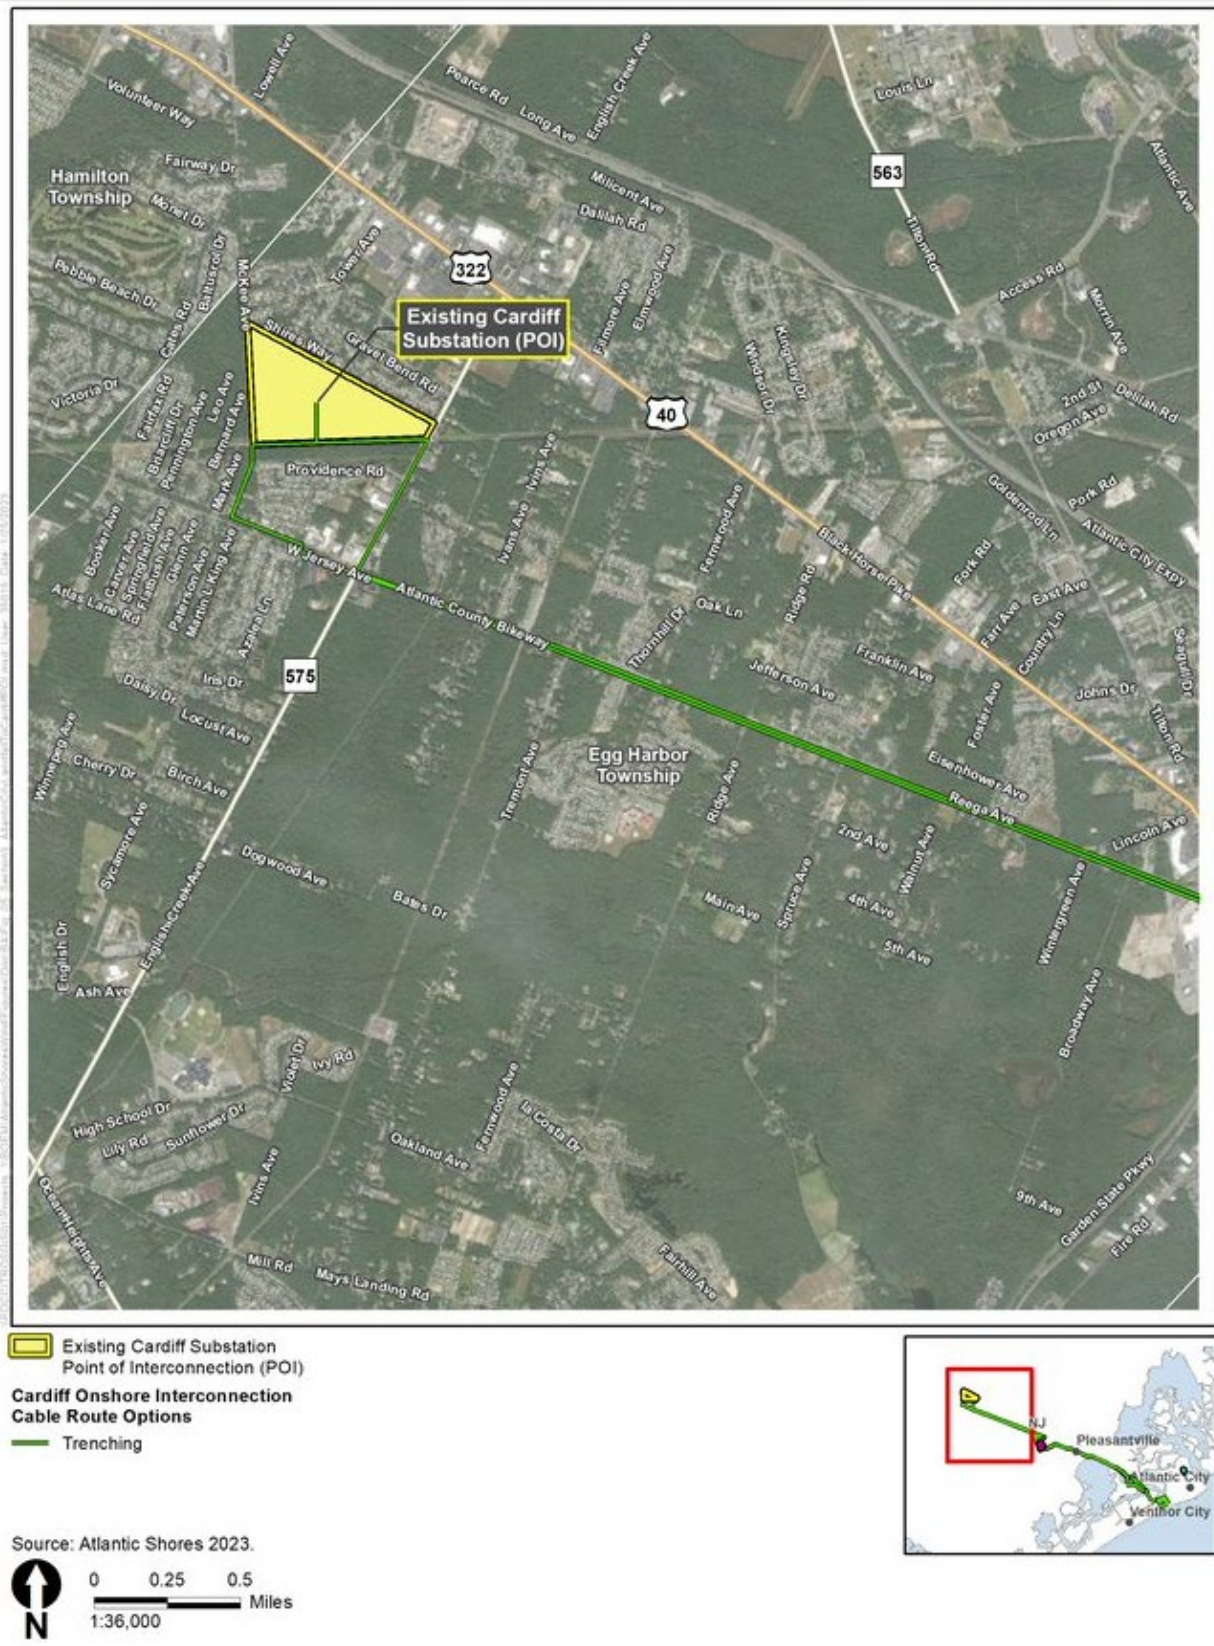 Lowell Ave
Volunteer Way
Pearce Rd
Long Ave
English Creek Ave
Louis Ln
Atlantic Ave
Hamilton
Township
Fairway Dr
Monet Dr
563
Milicent Ave
Dalilah Rd
Tilton Rd
Baltusrol Dr
Tower Ave
322
Access Rd
Pebble Beach Dr
McKee Ave
Cates Rd
Shires Way
Gravel Bend Rd
Existing Cardiff
Substation (POI)
Filmore Ave
Elmwood Ave
Morrin Ave
Kingsley Dr
Windsor Dr
Victoria Dr
Fairfax Rd
Briarcliff Dr
Pennington Ave
Leo Ave
Bernard Ave
40
2nd St
Oregon Ave
Delilah Rd
Mark Ave
Providence Rd
Ivins Ave
Goldenrod Ln
Pork Rd
Atlantic City Expy
Booker Ave
Carver Ave
Springfield Ave
Flatbush Ave
Glenn Ave
Paterson Ave
Martin L King Ave
Ivans Ave
Fernwood Ave
Black Horse Pike
Fork Rd
W Jersey Ave
Atlantic County Bikeway
Atlas Lane Rd
Azalea Ln
Oak Ln
Thornhill Dr
Ridge Rd
East Ave
Farr Ave
Country Ln
Franklin Ave
Jefferson Ave
Seagull Dr
575
Iris Dr
Daisy Dr
Locust Ave
Johns Dr
Foster Ave
Tilton Rd
Winnepeg Ave
Cherry Dr
Birch Ave
Tremont Ave
Egg Harbor
Township
Ridge Ave
Eisenhower Ave
Reega Ave
Lincoln Ave
Sycamore Ave
2nd Ave
Walnut Ave
Dogwood Ave
Bates Dr
Main Ave
Spruce Ave
4th Ave
5th Ave
Wintergreen Ave
English Dr
English Creek Ave
Ash Ave
Broadway Ave
Violet Dr
Ivy Rd
High School Dr
Lily Rd
Sunflower Dr
Fernwood Ave
la Costa Dr
Oakland Ave
Ivins Ave
Ocean Heights Ave
9th Ave
Garden State Pkwy
Fire Rd
Mill Rd
Mays Landing Rd
Fairhill Ave
Existing Cardiff Substation
Point of Interconnection (POI)
Cardiff Onshore Interconnection
Cable Route Options
Trenching
NJ
Pleasantville
Atlantic City
Ventnor City
Source: Atlantic Shores 2023.
0 0.25 0.5
Miles
1:36,000
N